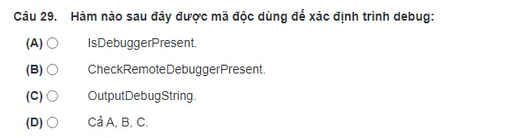 Câu 29. Hàm nào sau đây được mã độc dùng để xác định trình debug:
(A) IsDebuggerPresent.
(B) CheckRemoteDebuggerPresent.
(C) OutputDebugString.
(D) Cả A, B, C.